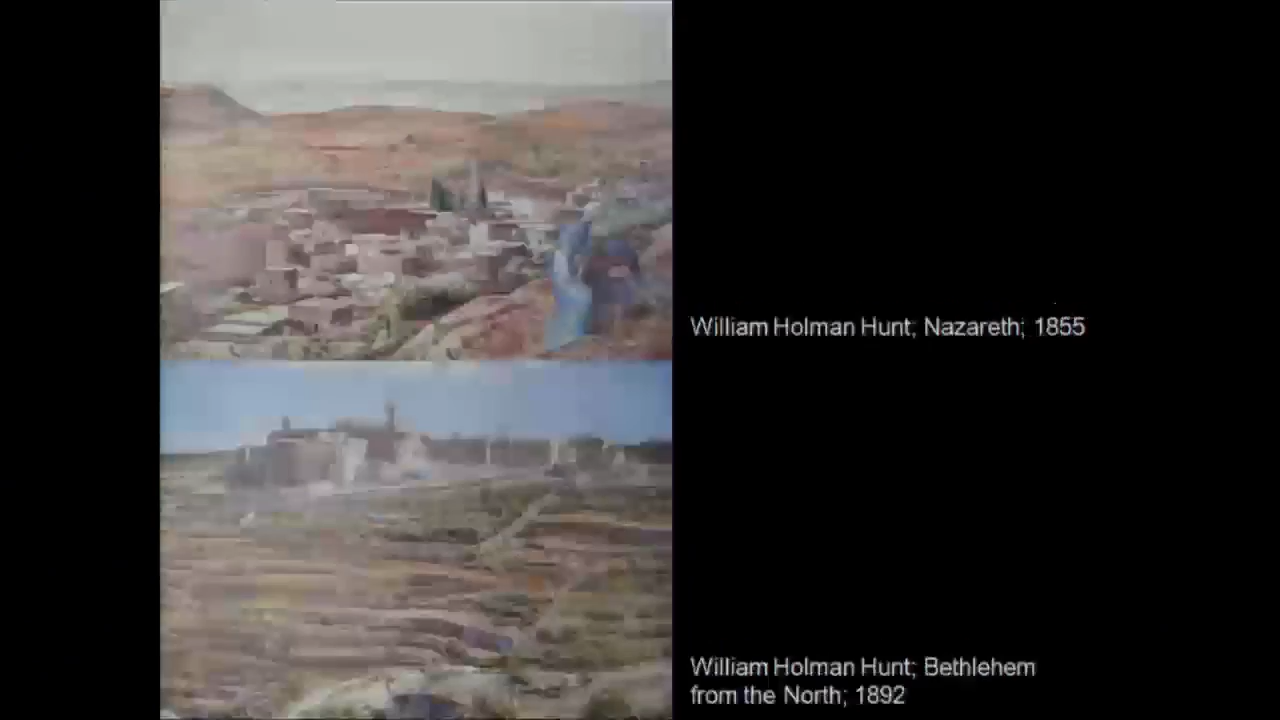 William Holman Hunt; Nazareth; 1855
William Holman Hunt; Bethlehem
from the North; 1892